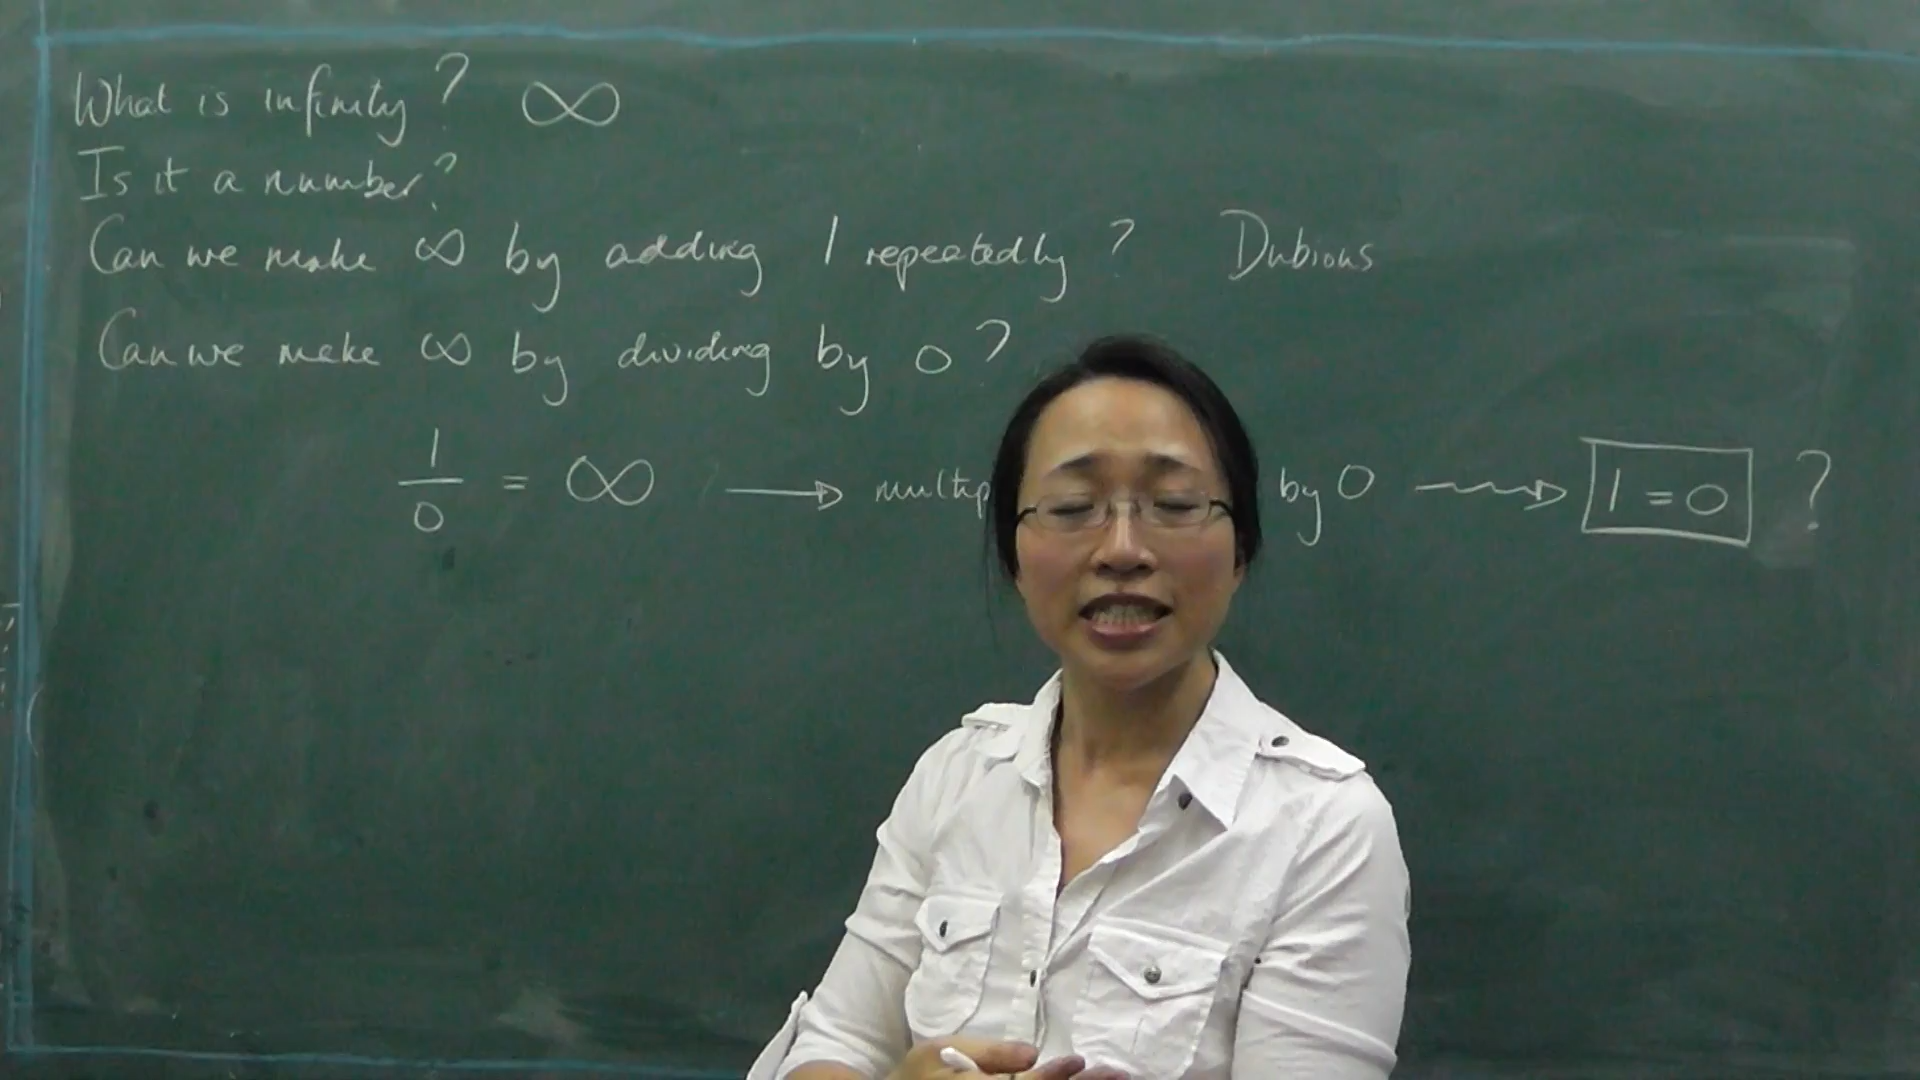 What is infinity? ∞
Is it a number?
Can we make ∞ by adding 1 repeatedly? Dubious
Can we make ∞ by dividing by 0?
1/0 = ∞ → multip by 0 ⇝ 1 = 0 ?